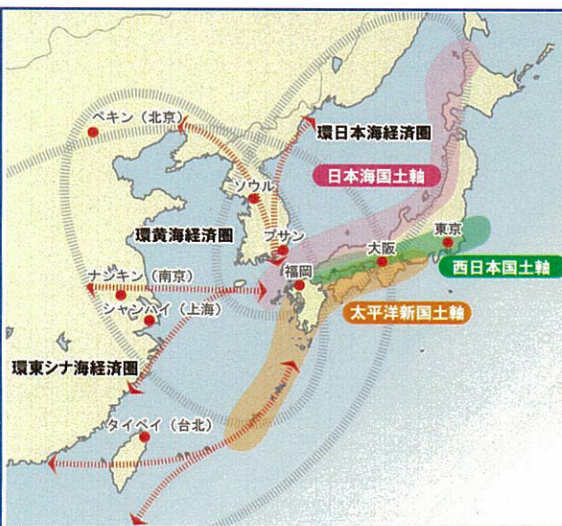 ペキン（北京）
環日本海経済圏
日本海国土軸
ソウル
環黄海経済圏
プサン
東京
大阪
福岡
西日本国土軸
ナンキン（南京）
シャンハイ（上海）
太平洋新国土軸
環東シナ海経済圏
タイペイ（台北）